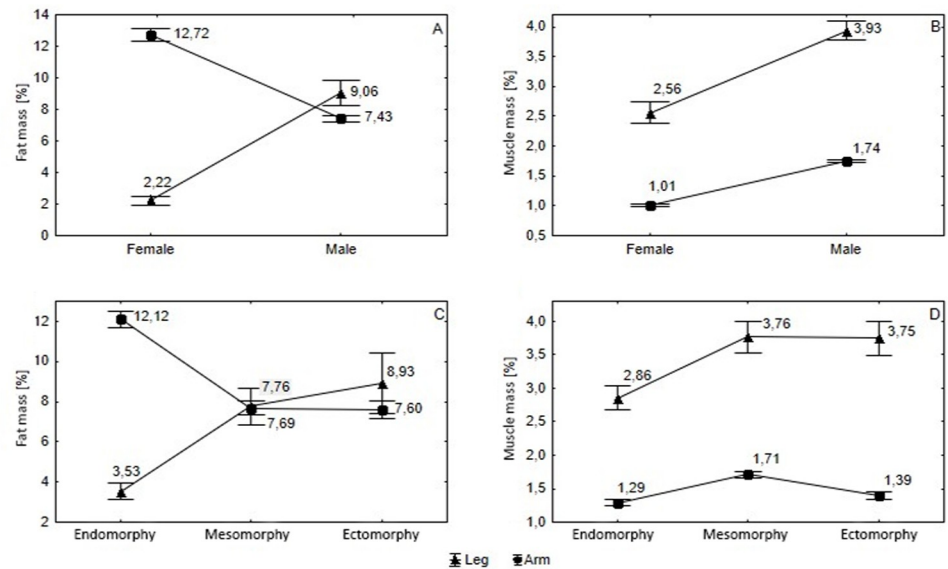 A
Fat mass [%]
14
12
10
8
6
4
2
0
12,72
2,22
9,06
7,43
Female
Male
B
Muscle mass [%]
4,0
3,5
3,0
2,5
2,0
1,5
1,0
0,5
2,56
1,01
3,93
1,74
Female
Male
C
Fat mass [%]
12
10
8
6
4
2
12,12
3,53
7,76
7,69
8,93
7,60
Endomorphy
Mesomorphy
Ectomorphy
D
Muscle mass [%]
4,0
3,5
3,0
2,5
2,0
1,5
1,0
2,86
1,29
3,76
1,71
3,75
1,39
Endomorphy
Mesomorphy
Ectomorphy
Leg
Arm